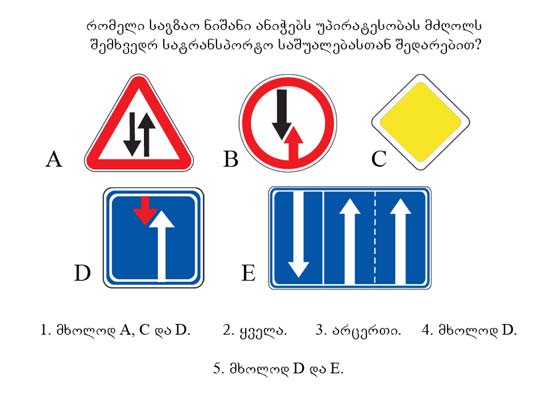 რომელი საგზაო ნიშანი ანიჭებს უპირატესობას მძღოლს
შემხვედრ სატრანსპორტო საშუალებასთან შედარებით?
A
B
C
D
E
1. მხოლოდ A, C და D. 2. ყველა. 3. არცერთი. 4. მხოლოდ D.
5. მხოლოდ D და E.